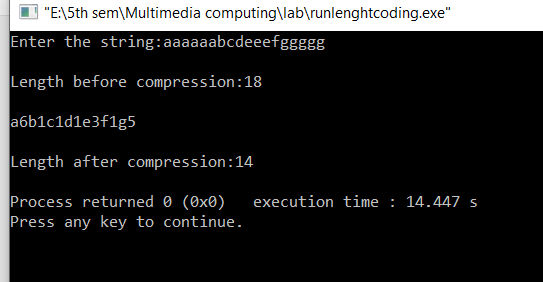 "E:\5th sem\Multimedia computing\lab\runlenghtcoding.exe"
Enter the string:aaaaaabcdeeefggggg
Length before compression:18
a6b1c1d1e3f1g5
Length after compression:14
Process returned 0 (0x0)   execution time : 14.447 s
Press any key to continue.